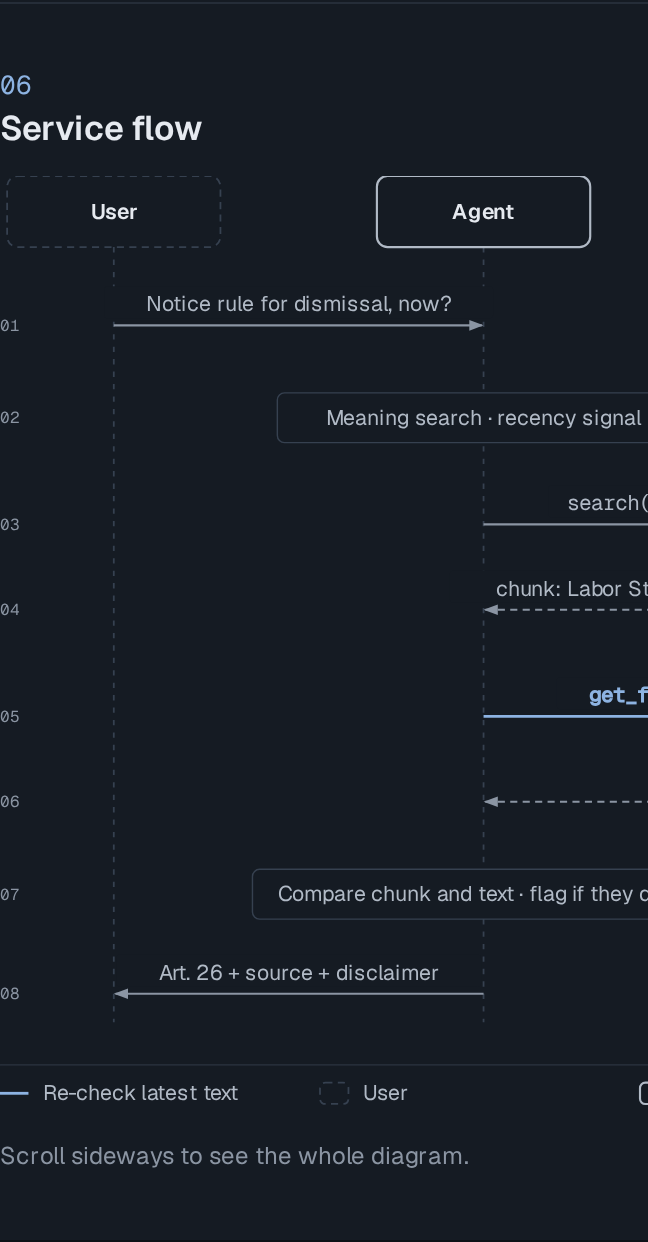 06
Service flow
User
Agent
Notice rule for dismissal, now?
01
Meaning search · recency signal
02
search(
03
chunk: Labor St
04
get_f
05
06
Compare chunk and text · flag if they
07
Art. 26 + source + disclaimer
08
Re-check latest text
User
Scroll sideways to see the whole diagram.